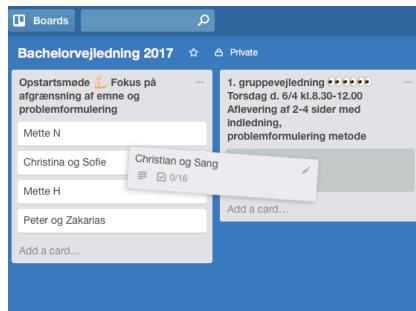 Boards
Bachelorvejledning 2017
Private
Opstartsmøde 💪🏻 Fokus på
afgrænsning af emne og
problemformulering
Mette N
Christina og Sofie
Mette H
Peter og Zakarias
Add a card…
Christian og Sang
0/16
1. gruppevejledning 👀👀👀
Torsdag d. 6/4 kl.8.30-12.00
Aflevering af 2-4 sider med
indledning,
problemformulering metode
Add a card…